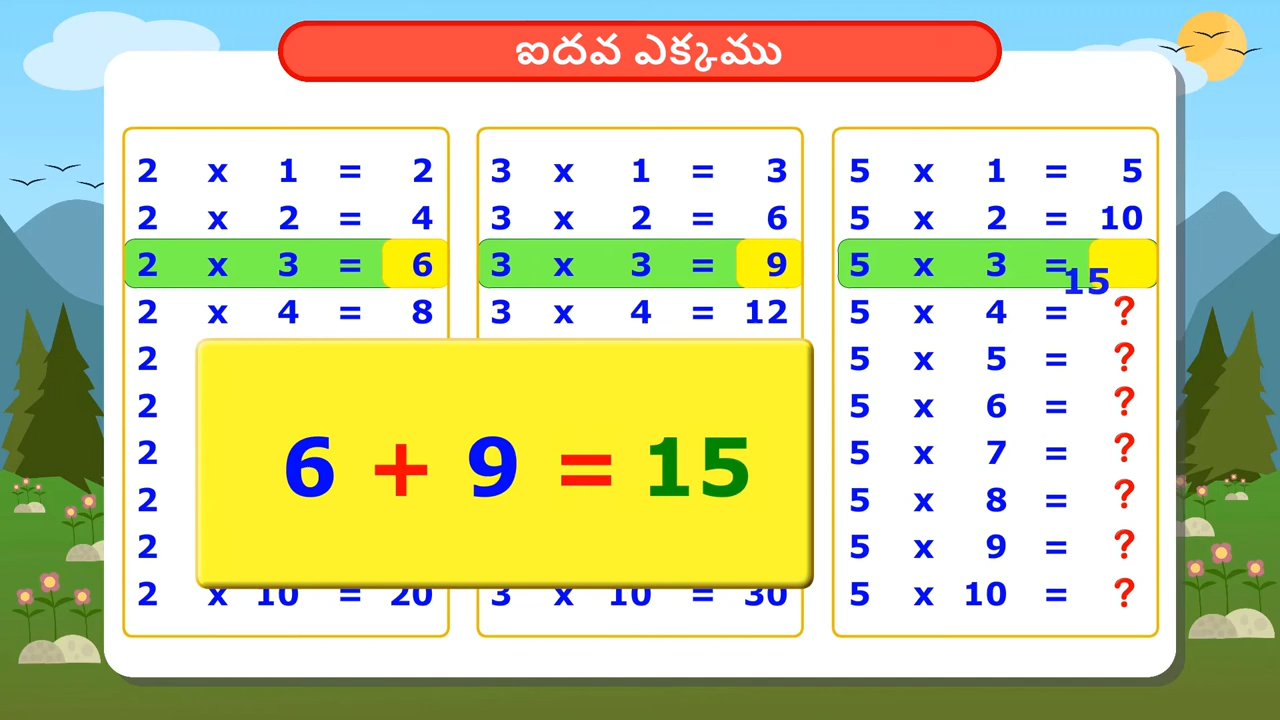 ఐదవ ఎక్కము
2 x 1 = 2
2 x 2 = 4
2 x 3 = 6
2 x 4 = 8
2
2
2
2
2
2 x 10 = 20
3 x 1 = 3
3 x 2 = 6
3 x 3 = 9
3 x 4 = 12
3 x 10 = 30
6 + 9 = 15
5 x 1 = 5
5 x 2 = 10
5 x 3 = 15
5 x 4 = ?
5 x 5 = ?
5 x 6 = ?
5 x 7 = ?
5 x 8 = ?
5 x 9 = ?
5 x 10 = ?